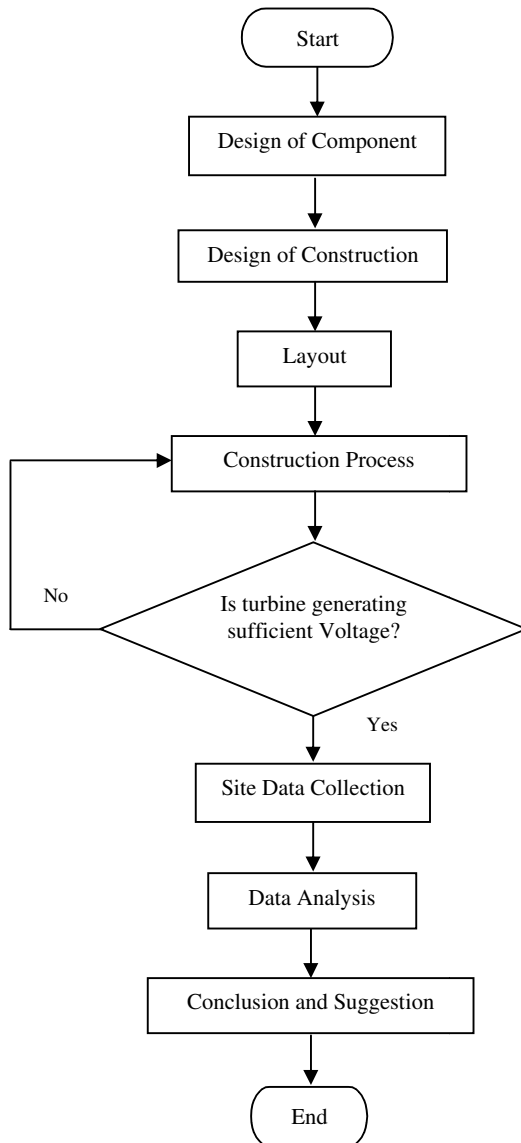 Start
Design of Component
Design of Construction
Layout
Construction Process
No
Is turbine generating
sufficient Voltage?
Yes
Site Data Collection
Data Analysis
Conclusion and Suggestion
End